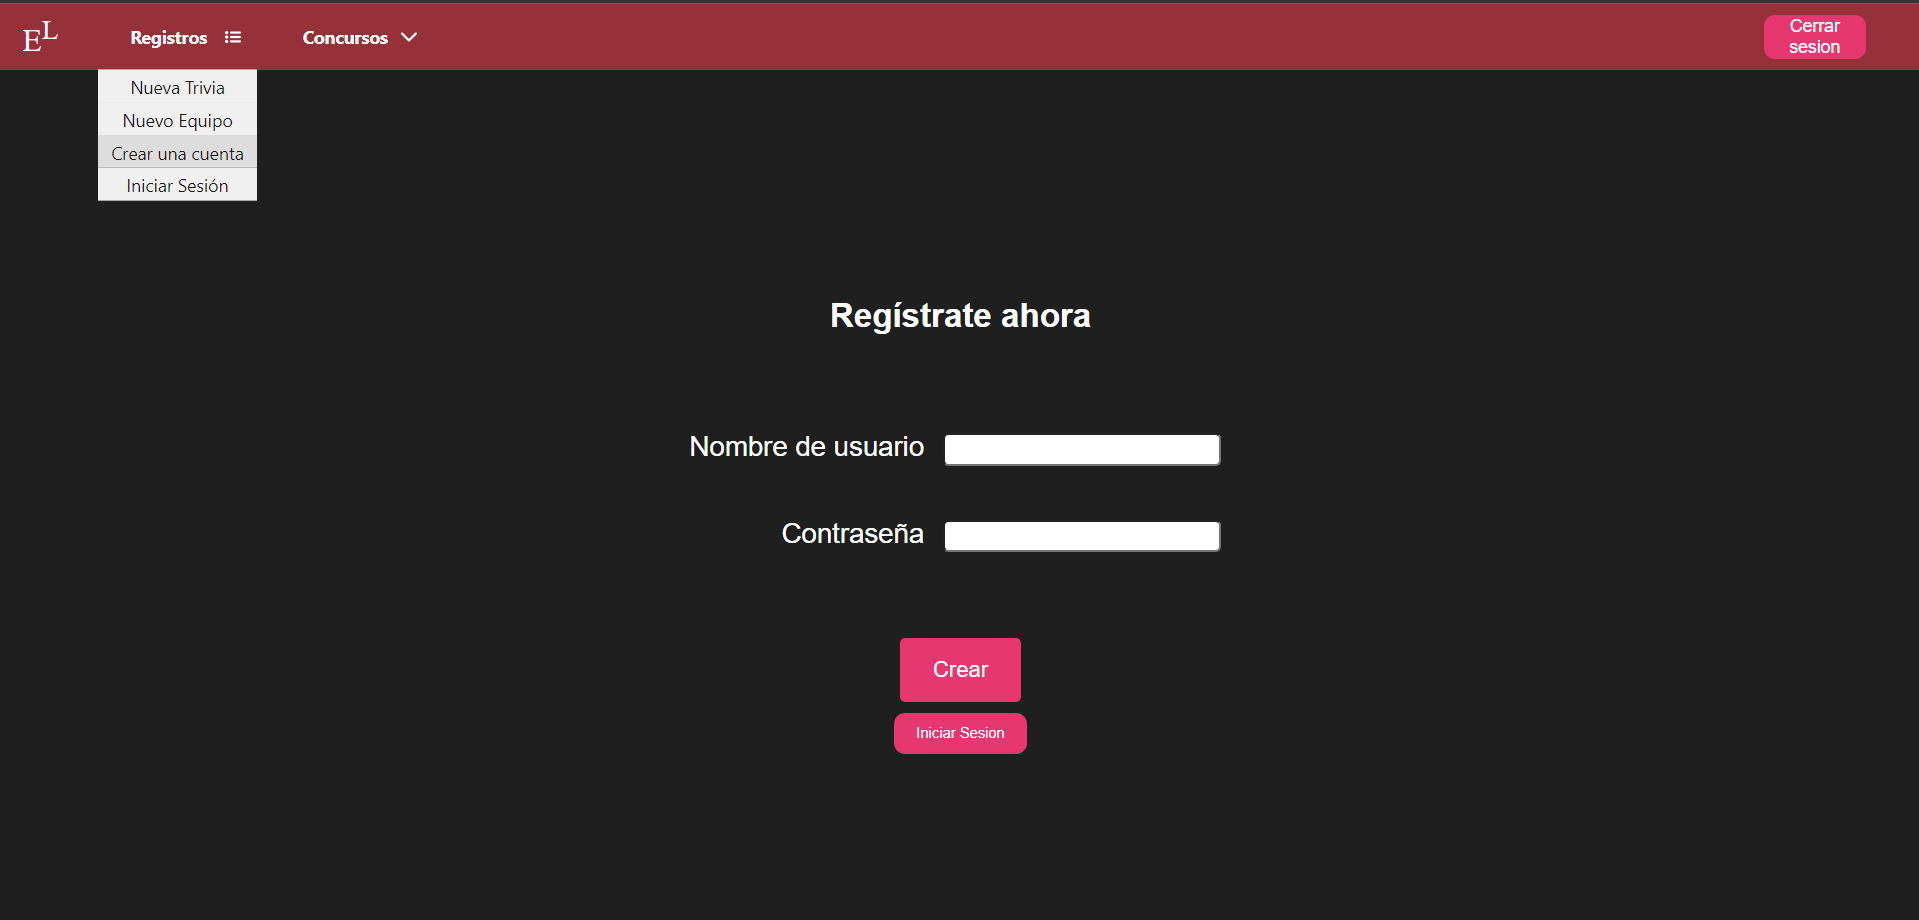 EL
Registros
Concursos
Cerrar
sesion
Nueva Trivia
Nuevo Equipo
Crear una cuenta
Iniciar Sesión
Regístrate ahora
Nombre de usuario
Contraseña
Crear
Iniciar Sesion